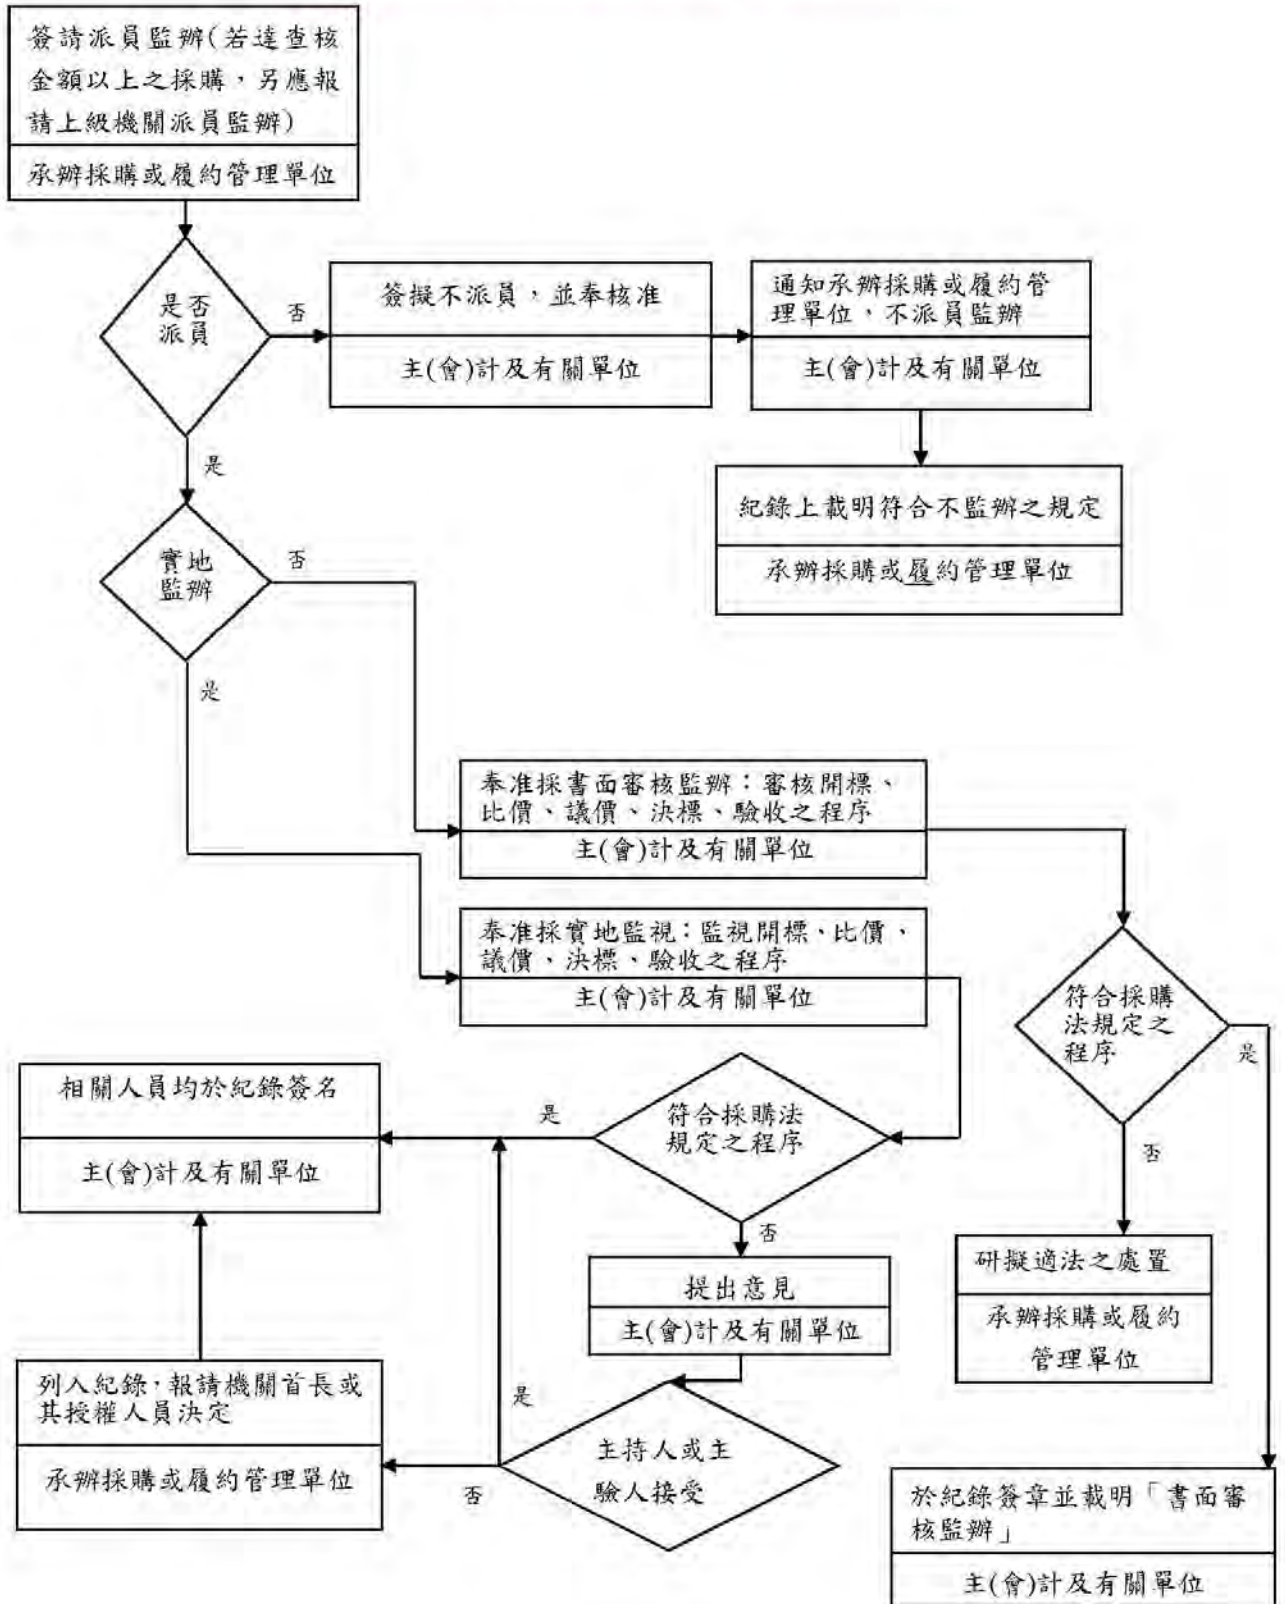 簽請派員監辦(若達查核
金額以上之採購，另應報
請上級機關派員監辦)
承辦採購或履約管理單位
是否
派員
否
簽擬不派員，並奉核准
主(會)計及有關單位
通知承辦採購或履約管
理單位，不派員監辦
主(會)計及有關單位
是
紀錄上載明符合不監辦之規定
承辦採購或履約管理單位
實地
監辦
否
是
奉准採書面審核監辦：審核開標、
比價、議價、決標、驗收之程序
主(會)計及有關單位
奉准採實地監視：監視開標、比價、
議價、決標、驗收之程序
主(會)計及有關單位
符合採購
法規定之
程序
是
否
相關人員均於紀錄簽名
主(會)計及有關單位
是
符合採購法
規定之程序
否
提出意見
主(會)計及有關單位
研擬適法之處置
承辦採購或履約
管理單位
列入紀錄，報請機關首長或
其授權人員決定
承辦採購或履約管理單位
是
否
主持人或主
驗人接受
於紀錄簽章並載明「書面審
核監辦」
主(會)計及有關單位